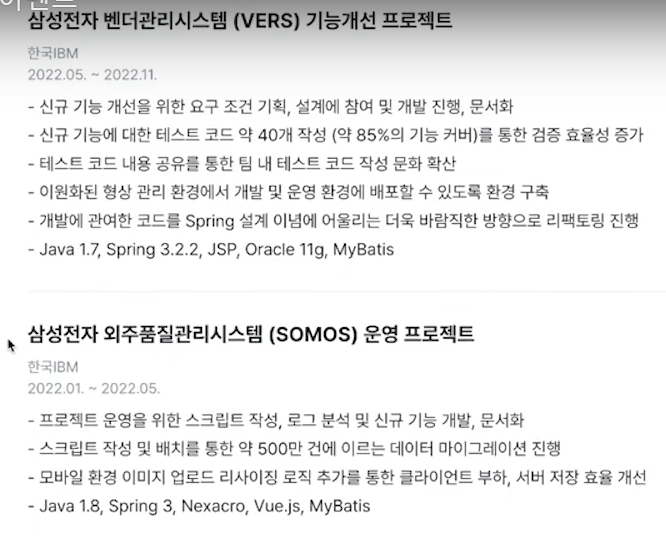 삼성전자 벤더관리시스템 (VERS) 기능개선 프로젝트
한국IBM
2022.05. ~ 2022.11.
- 신규 기능 개선을 위한 요구 조건 기획, 설계에 참여 및 개발 진행, 문서화
- 신규 기능에 대한 테스트 코드 약 40개 작성 (약 85%의 기능 커버)를 통한 검증 효율성 증가
- 테스트 코드 내용 공유를 통한 팀 내 테스트 코드 작성 문화 확산
- 이원화된 형상 관리 환경에서 개발 및 운영 환경에 배포할 수 있도록 환경 구축
- 개발에 관여한 코드를 Spring 설계 이념에 어울리는 더욱 바람직한 방향으로 리팩토링 진행
- Java 1.7, Spring 3.2.2, JSP, Oracle 11g, MyBatis
삼성전자 외주품질관리시스템 (SOMOS) 운영 프로젝트
한국IBM
2022.01. ~ 2022.05.
- 프로젝트 운영을 위한 스크립트 작성, 로그 분석 및 신규 기능 개발, 문서화
- 스크립트 작성 및 배치를 통한 약 500만 건에 이르는 데이터 마이그레이션 진행
- 모바일 환경 이미지 업로드 리사이징 로직 추가를 통한 클라이언트 부하, 서버 저장 효율 개선
- Java 1.8, Spring 3, Nexacro, Vue.js, MyBatis